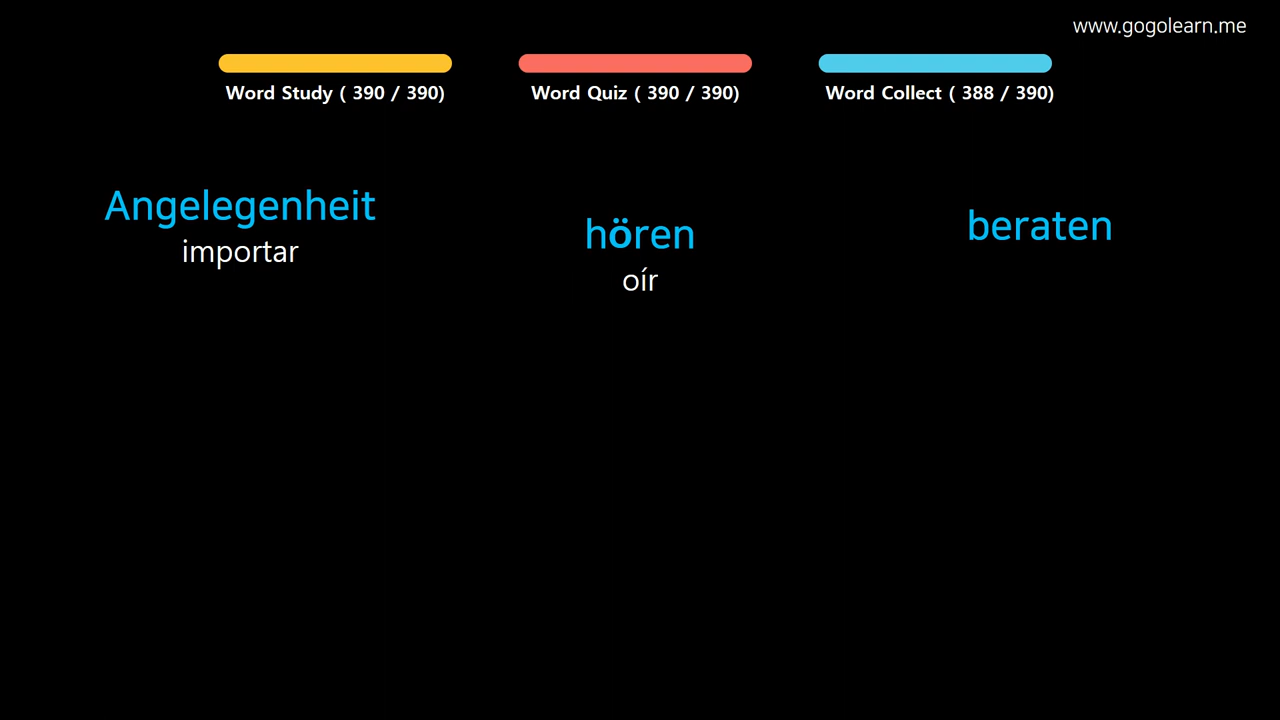 www.gogolearn.me
Word Study ( 390 / 390)
Word Quiz ( 390 / 390)
Word Collect ( 388 / 390)
Angelegenheit
importar
hören
oír
beraten